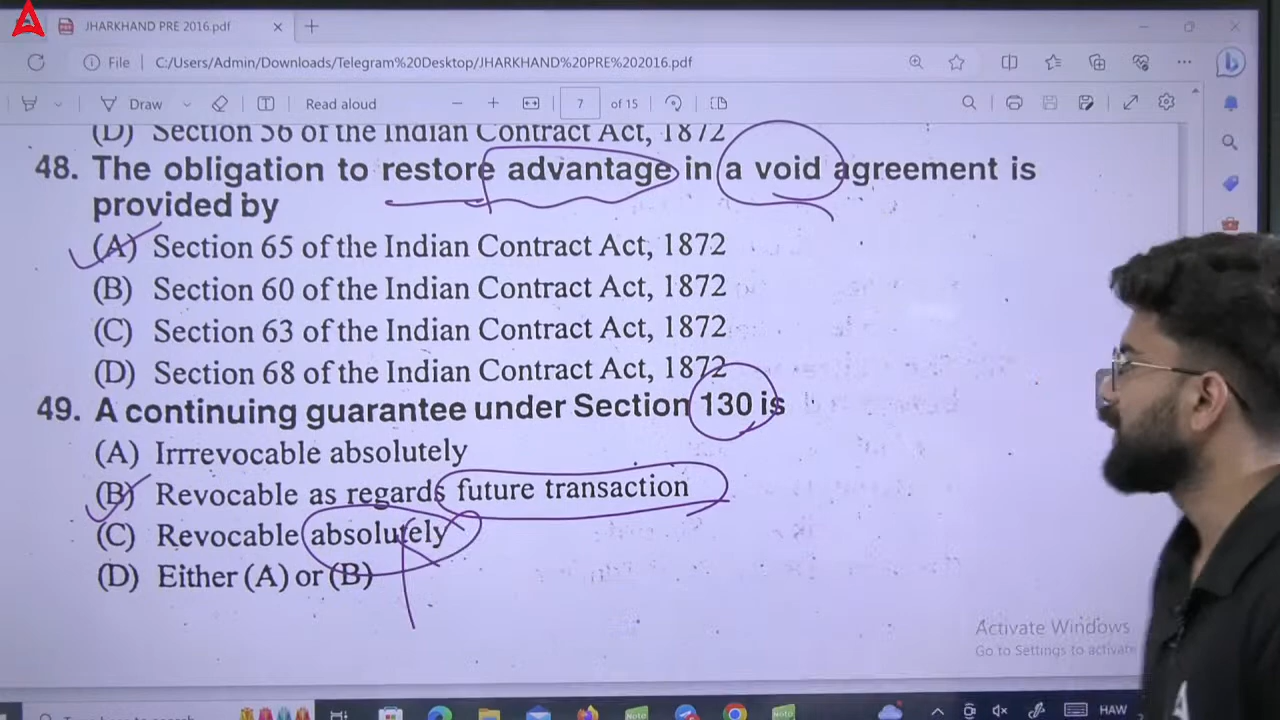 JHARKHAND PRE 2016.pdf
File C:/Users/Admin/Downloads/Telegram%20Desktop/JHARKHAND%20PRE%202016.pdf
Draw Read aloud 7 of 15
(D) Section 56 of the Indian Contract Act, 1872
48. The obligation to restore advantage in a void agreement is
provided by
(A) Section 65 of the Indian Contract Act, 1872
(B) Section 60 of the Indian Contract Act, 1872
(C) Section 63 of the Indian Contract Act, 1872
(D) Section 68 of the Indian Contract Act, 1872
49. A continuing guarantee under Section 130 is
(A) Irrrevocable absolutely
(B) Revocable as regards future transaction
(C) Revocable absolutely
(D) Either (A) or (B)
Activate Windows
Go to Settings to activate
HAW